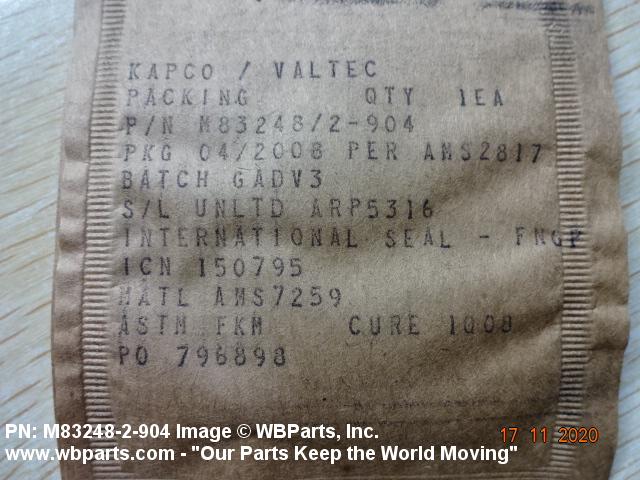 KAPCO / VALTEC
PACKING QTY 1EA
P/N M83248/2-904
PKG 04/2008 PER AMS2817
BATCH GADV3
S/L UNLTD ARP5316
INTERNATIONAL SEAL - FNGP
ICN 150795
MATL AMS7259
ASTM FKM CURE 1Q08
PO 796898
PN: M83248-2-904 Image © WBParts, Inc.
17 11 2020
www.wbparts.com - "Our Parts Keep the World Moving"